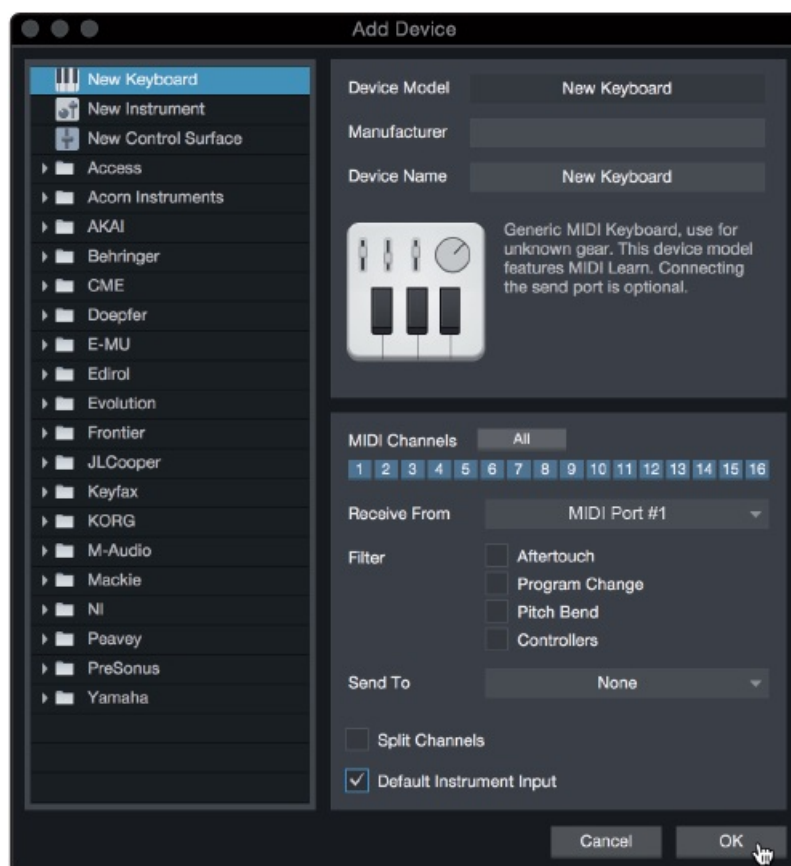 Add Device
New Keyboard
New Instrument
New Control Surface
Access
Acorn Instruments
AKAI
Behringer
CME
Doepfer
E-MU
Edirol
Evolution
Frontier
JLCooper
Keyfax
KORG
M-Audio
Mackie
NI
Peavey
PreSonus
Yamaha
Device Model New Keyboard
Manufacturer
Device Name New Keyboard
Generic MIDI Keyboard, use for
unknown gear. This device model
features MIDI Learn. Connecting
the send port is optional.
MIDI Channels All
1 2 3 4 5 6 7 8 9 10 11 12 13 14 15 16
Receive From MIDI Port #1
Filter Aftertouch
Program Change
Pitch Bend
Controllers
Send To None
Split Channels
Default Instrument Input
Cancel OK